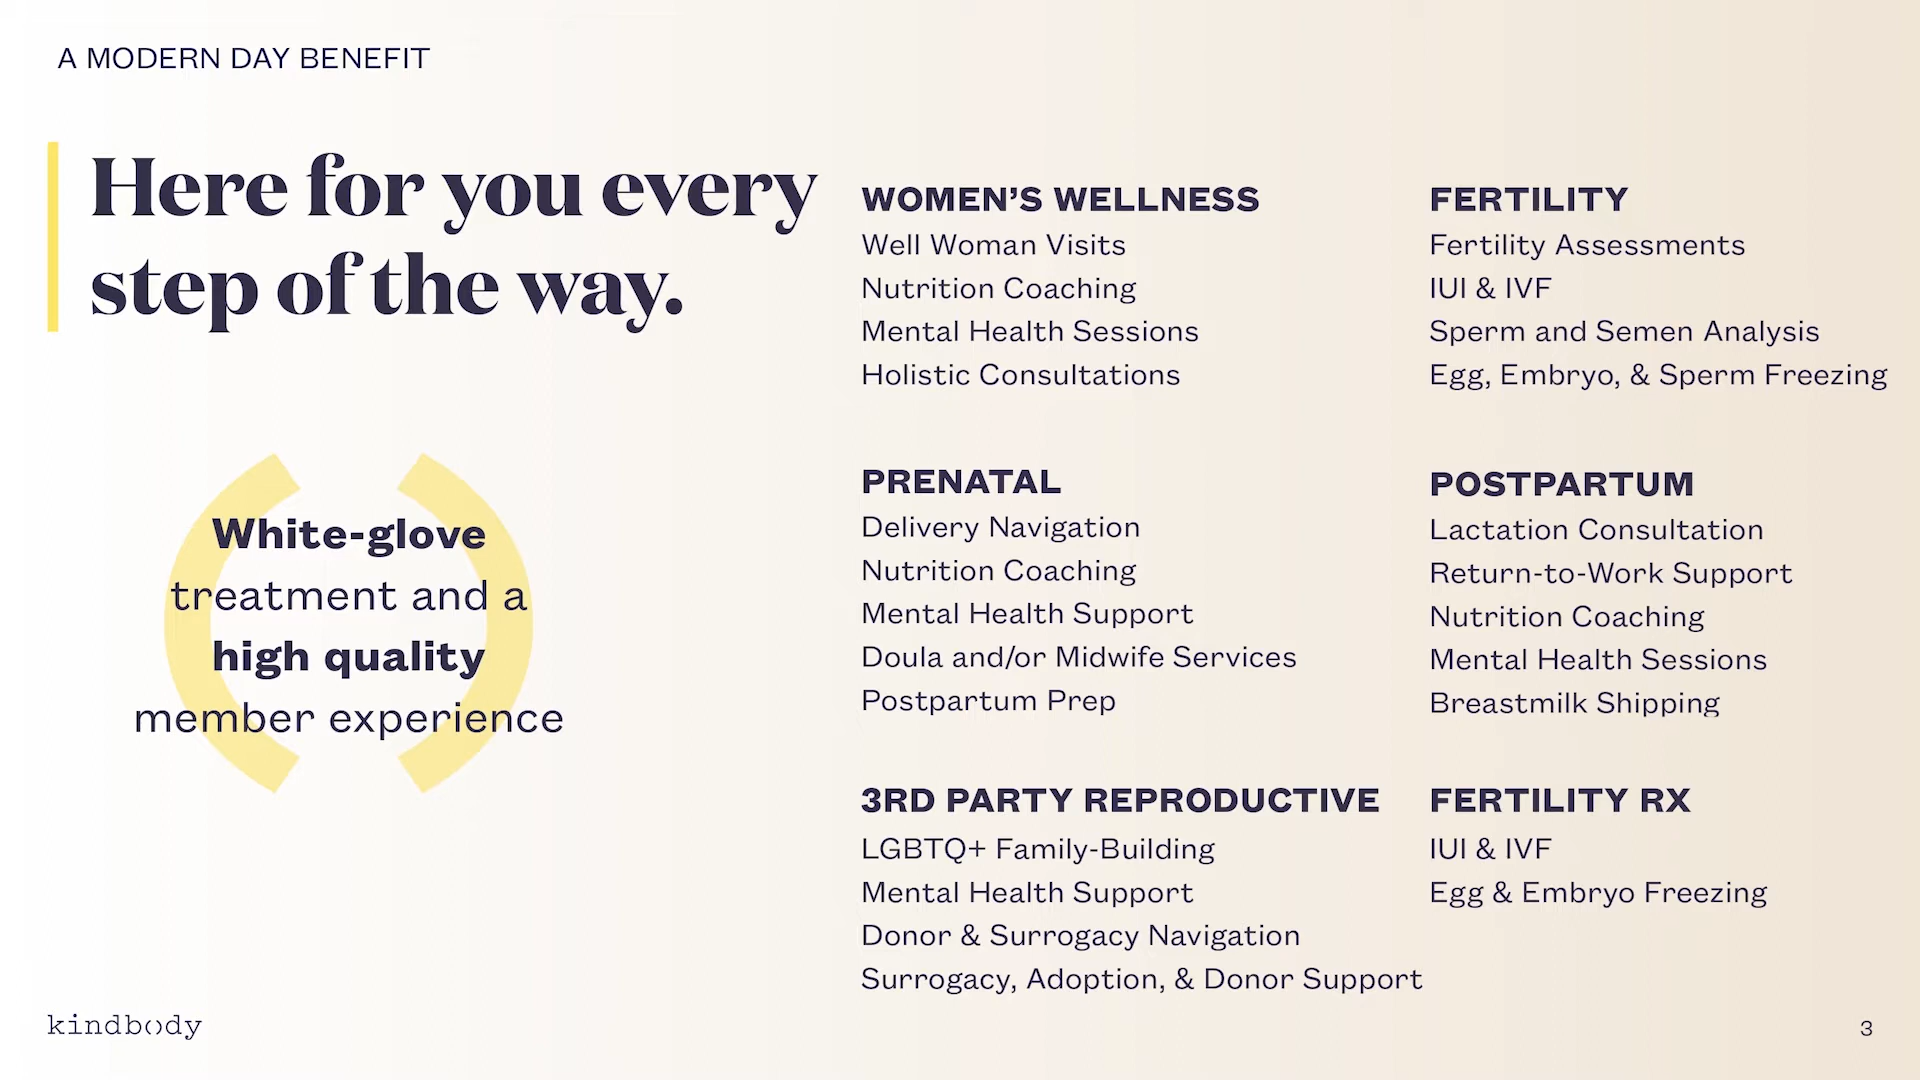 A MODERN DAY BENEFIT
Here for you every
step of the way.
White-glove
treatment and a
high quality
member experience
WOMEN’S WELLNESS
Well Woman Visits
Nutrition Coaching
Mental Health Sessions
Holistic Consultations
FERTILITY
Fertility Assessments
IUI & IVF
Sperm and Semen Analysis
Egg, Embryo, & Sperm Freezing
PRENATAL
Delivery Navigation
Nutrition Coaching
Mental Health Support
Doula and/or Midwife Services
Postpartum Prep
POSTPARTUM
Lactation Consultation
Return-to-Work Support
Nutrition Coaching
Mental Health Sessions
Breastmilk Shipping
3RD PARTY REPRODUCTIVE
LGBTQ+ Family-Building
Mental Health Support
Donor & Surrogacy Navigation
Surrogacy, Adoption, & Donor Support
FERTILITY RX
IUI & IVF
Egg & Embryo Freezing
kindbody
3